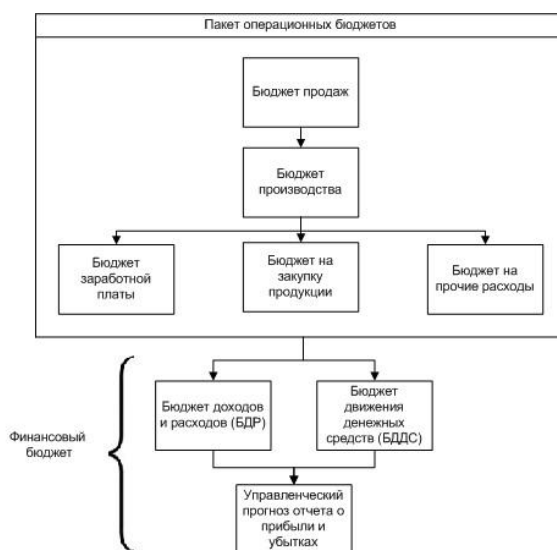 Пакет операционных бюджетов
Бюджет продаж
Бюджет
производства
Бюджет
заработной
платы
Бюджет на
закупку
продукции
Бюджет на
прочие расходы
Бюджет доходов
и расходов (БДР)
Бюджет
движения
денежных
средств (БДДС)
Финансовый
бюджет
Управленческий
прогноз отчета о
прибыли и
убытках